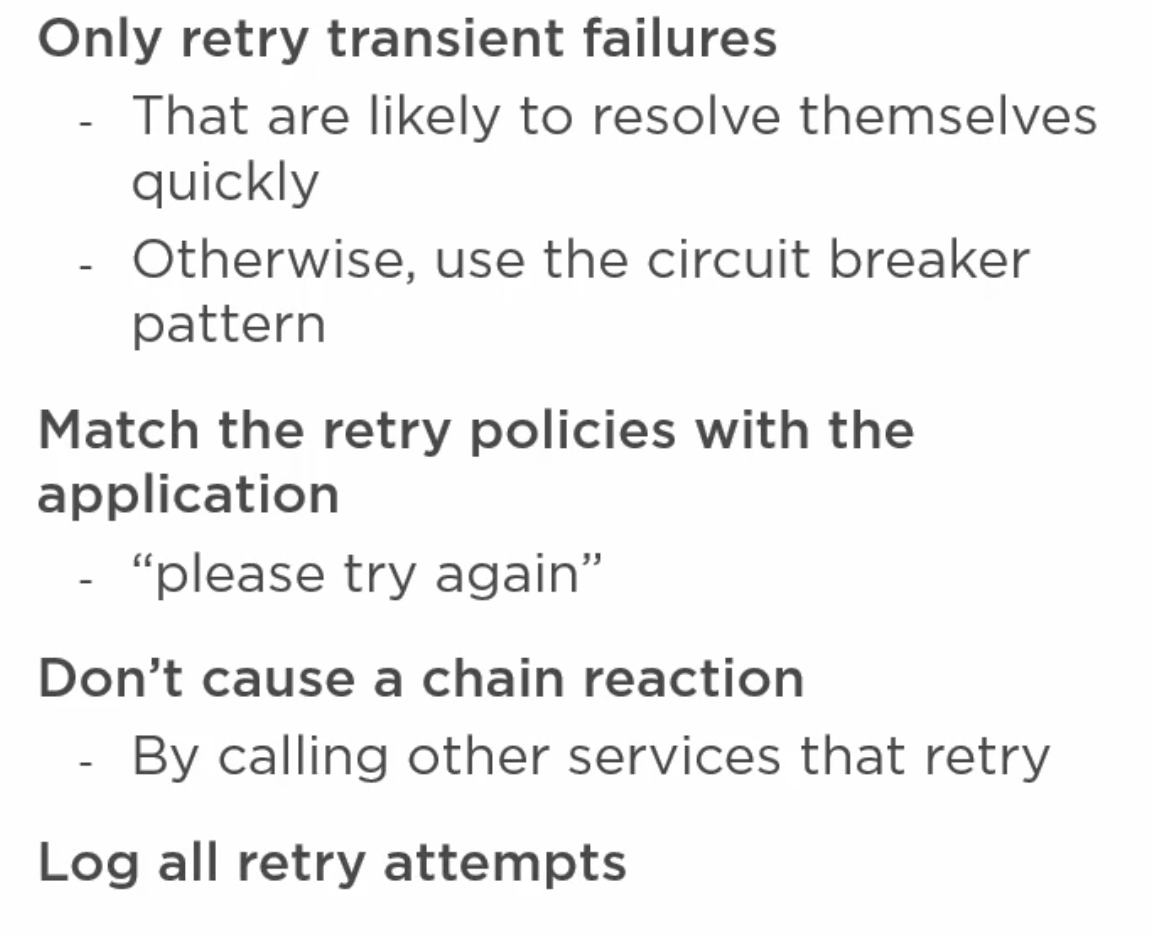 Only retry transient failures
- That are likely to resolve themselves
quickly
- Otherwise, use the circuit breaker
pattern
Match the retry policies with the
application
- “please try again”
Don’t cause a chain reaction
- By calling other services that retry
Log all retry attempts